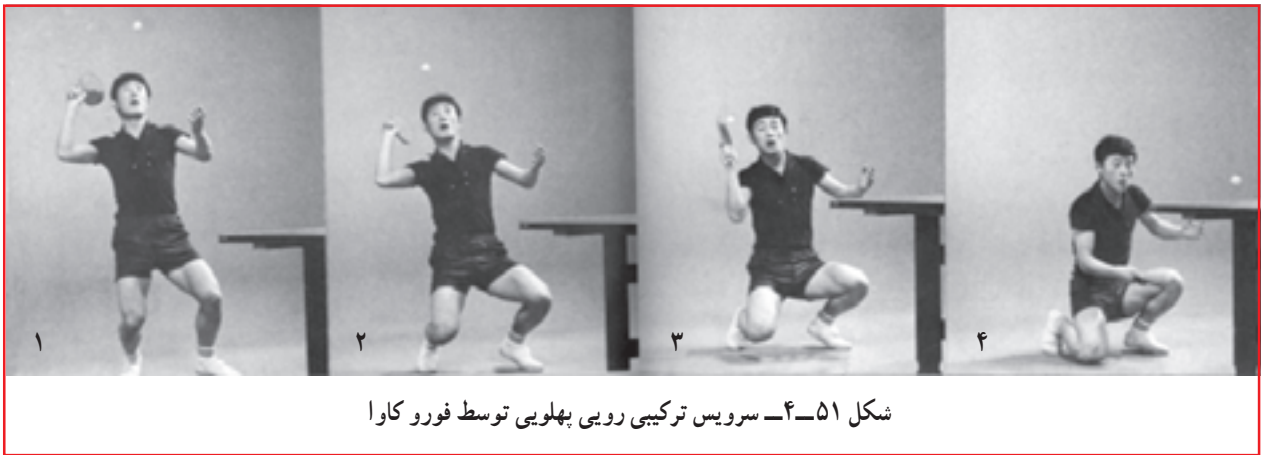 ۱ ۲ ۳ ۴
شکل ۵۱ــ۴ــ سرویس ترکیبی رویی پهلویی توسط فورو کاوا